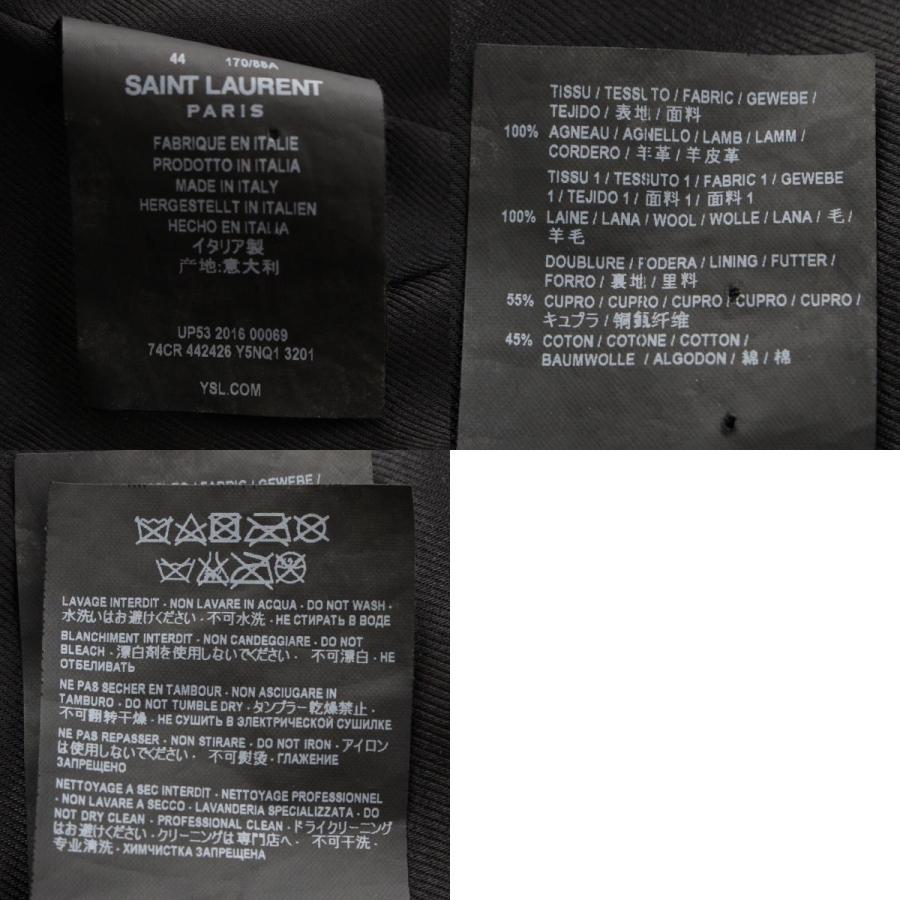 44 170/88A
SAINT LAURENT
PARIS
FABRIQUE EN ITALIE
PRODOTTO IN ITALIA
MADE IN ITALY
HERGESTELLT IN ITALIEN
HECHO EN ITALIA
イタリア製
产地:意大利
UP53 2016 00069
74CR 442426 Y5NQ1 3201
YSL.COM
TISSU / TESSUTO / FABRIC / GEWEBE /
TEJIDO / 表地 / 面料
100% AGNEAU / AGNELLO / LAMB / LAMM /
CORDERO / 羊革 / 羊皮革
TISSU 1 / TESSUTO 1 / FABRIC 1 / GEWEBE
1 / TEJIDO 1 / 面料 1 / 面料 1
100% LAINE / LANA / WOOL / WOLLE / LANA / 毛 /
羊毛
DOUBLURE / FODERA / LINING / FUTTER /
FORRO / 裏地 / 里料
55% CUPRO / CUPRO / CUPRO / CUPRO / CUPRO /
キュプラ / 铜氨纤维
45% COTON / COTONE / COTTON /
BAUMWOLLE / ALGODON / 綿 / 棉
/ FABRIC / GEWEBE /
LAVAGE INTERDIT - NON LAVARE IN ACQUA - DO NOT WASH -
水洗いはお避けください - 不可水洗 - НЕ СТИРАТЬ В ВОДЕ
BLANCHIMENT INTERDIT - NON CANDEGGIARE - DO NOT
BLEACH - 漂白剤を使用しないでください - 不可漂白 - НЕ
ОТБЕЛИВАТЬ
NE PAS SECHER EN TAMBOUR - NON ASCIUGARE IN
TAMBURO - DO NOT TUMBLE DRY - タンブラー乾燥禁止 -
不可翻转干燥 - НЕ СУШИТЬ В ЭЛЕКТРИЧЕСКОЙ СУШИЛКЕ
NE PAS REPASSER - NON STIRARE - DO NOT IRON - アイロン
は使用しないでください - 不可熨烫 - ГЛАЖЕНИЕ
ЗАПРЕЩЕНО
NETTOYAGE A SEC INTERDIT - NETTOYAGE PROFESSIONNEL
- NON LAVARE A SECCO - LAVANDERIA SPECIALIZZATA - DO
NOT DRY CLEAN - PROFESSIONAL CLEAN - ドライクリーニング
はお避けください - クリーニングは専門店へ - 不可干洗 -
专业清洗 - ХИМЧИСТКА ЗАПРЕЩЕНА